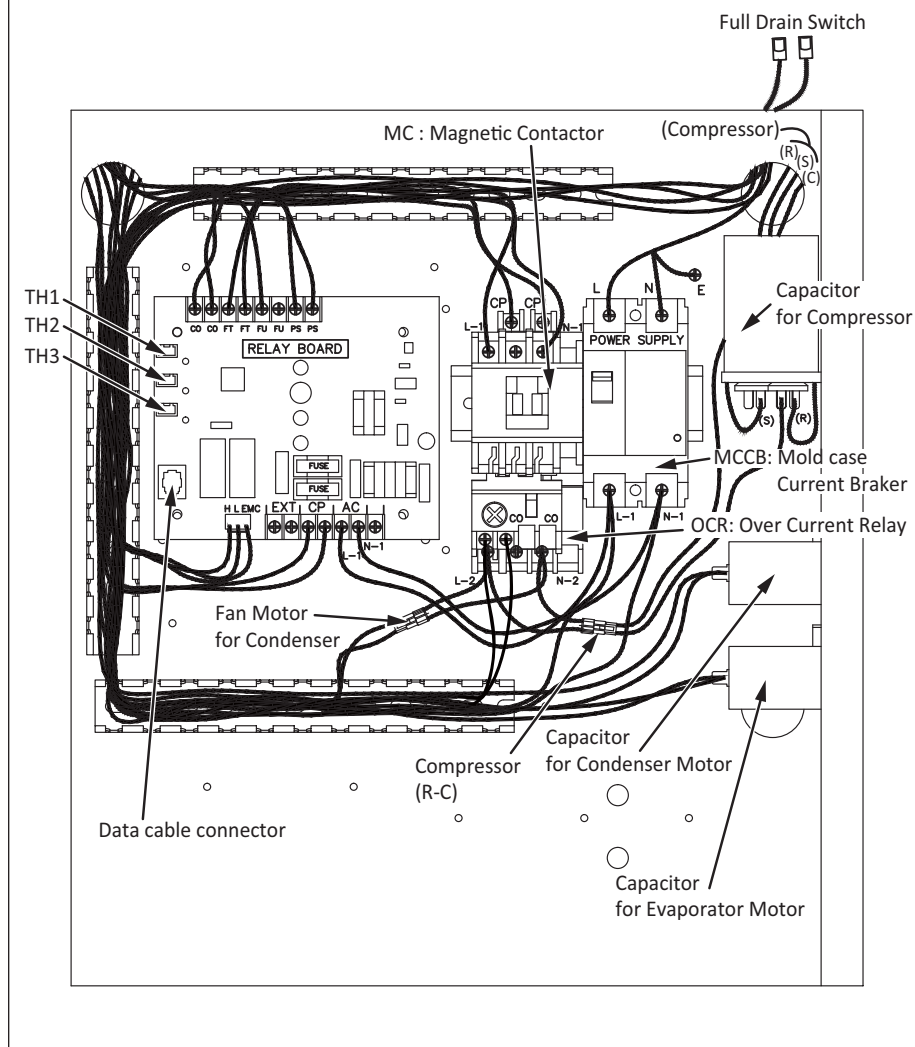 Full Drain Switch
MC : Magnetic Contactor
(Compressor)
(R)
(S)
(C)
L
N
E
CP
CP
L-1
N-1
POWER SUPPLY
Capacitor
for Compressor
TH1
TH2
TH3
CO CO FT FT FU FU PS PS
RELAY BOARD
(S)
(R)
FUSE
FUSE
MCCB: Mold case
Current Braker
H L EMC
EXT CP AC
L-1
N-1
CO
CO
L-1
N-1
OCR: Over Current Relay
L-2
N-2
Fan Motor
for Condenser
Compressor
(R-C)
Capacitor
for Condenser Motor
Data cable connector
Capacitor
for Evaporator Motor